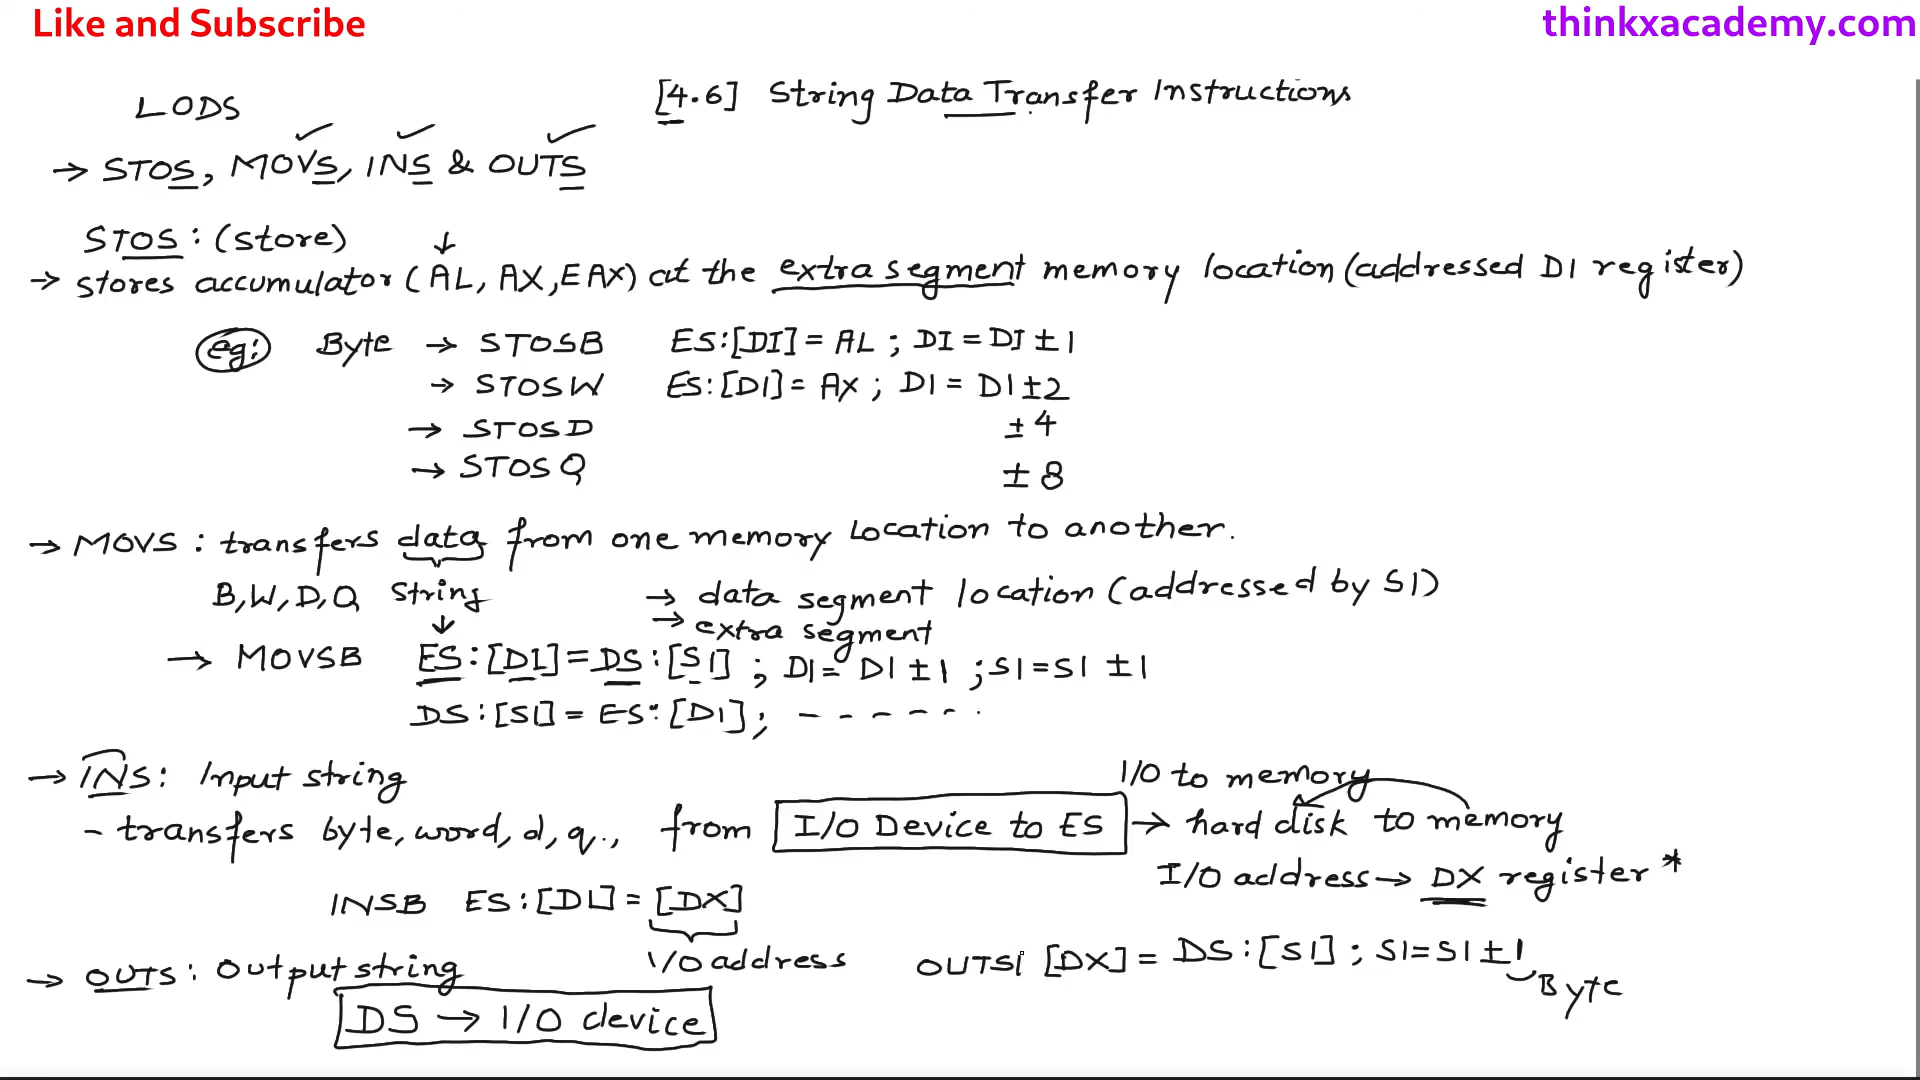 Like and Subscribe
thinkxacademy.com
[4.6] String Data Transfer Instructions
LODS
→ STOS, MOVS, INS & OUTS
STOS : (store)
→ stores accumulator (AL, AX, EAX) at the extra segment memory location (addressed DI register)
eg: Byte → STOSB ES:[DI] = AL ; DI = DI ± 1
→ STOSW ES:[DI] = AX ; DI = DI ± 2
→ STOSD ± 4
→ STOSQ ± 8
→ MOVS : transfers data from one memory location to another.
B, W, D, Q String → data segment location (addressed by SI)
→ extra segment
→ MOVSB ES:[DI] = DS:[SI] ; DI = DI ± 1 ; SI = SI ± 1
DS:[SI] = ES:[DI] ; - - - - - -
→ INS : Input string
I/O to memory
- transfers byte, word, d, q., from I/O Device to ES → hard disk to memory
I/O address → DX register *
INSB ES:[DI] = [DX]
I/O address
→ OUTS : Output string
OUTS [DX] = DS:[SI] ; SI = SI ± 1
Byte
DS → I/O device